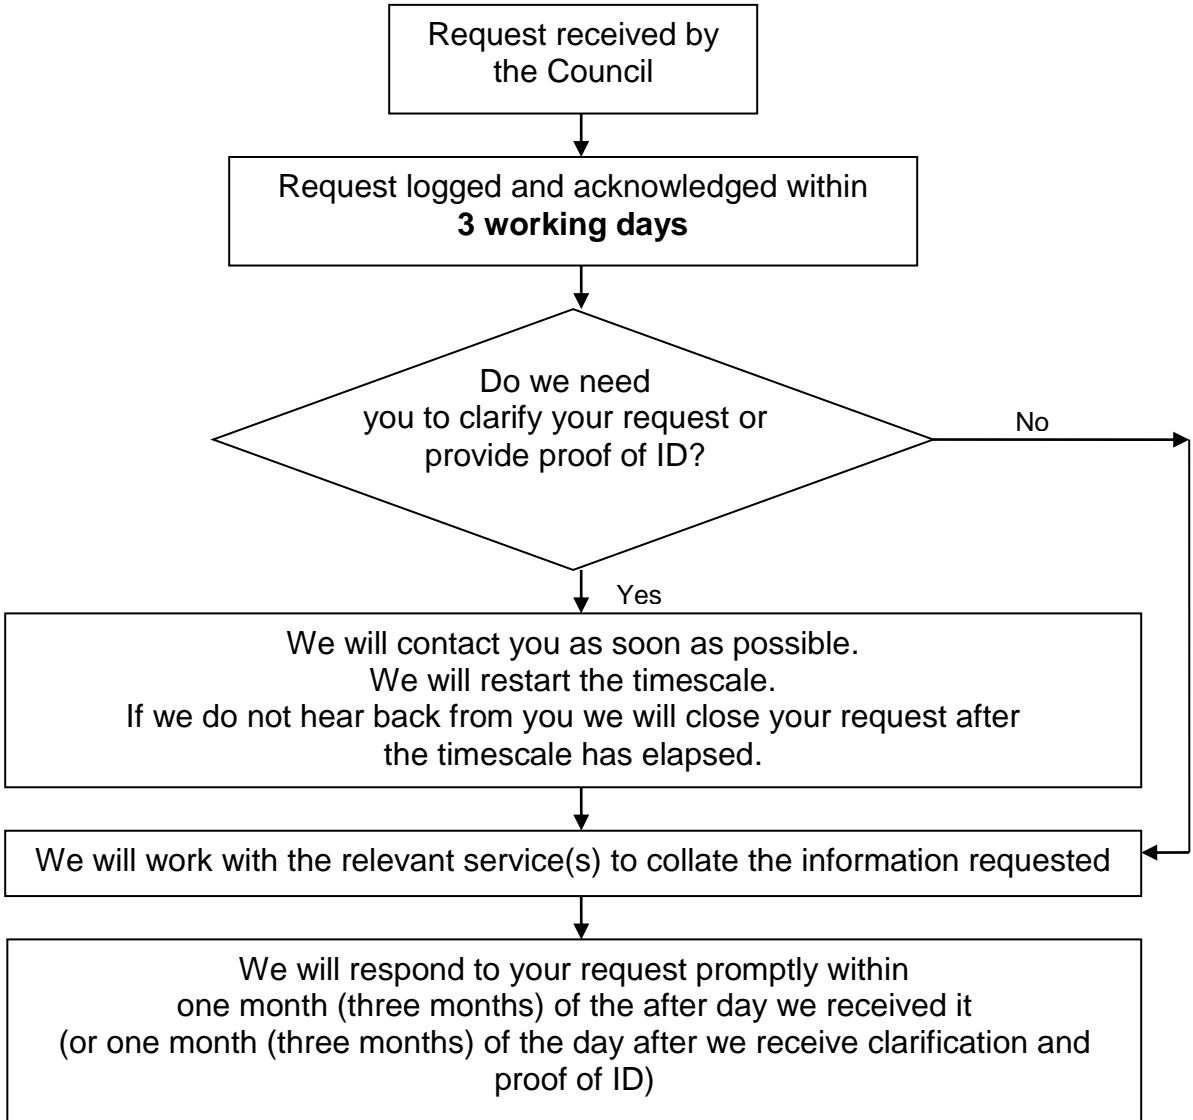 Request received by
the Council
Request logged and acknowledged within
3 working days
Do we need
you to clarify your request or
provide proof of ID?
No
Yes
We will contact you as soon as possible.
We will restart the timescale.
If we do not hear back from you we will close your request after
the timescale has elapsed.
We will work with the relevant service(s) to collate the information requested
We will respond to your request promptly within
one month (three months) of the after day we received it
(or one month (three months) of the day after we receive clarification and
proof of ID)